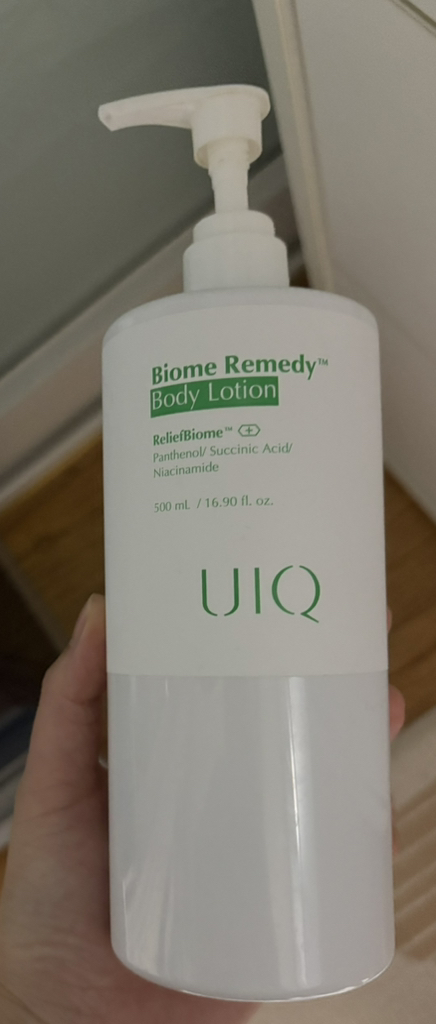 Biome Remedy™
Body Lotion
ReliefBiome™
Panthenol/ Succinic Acid/
Niacinamide
500 mL / 16.90 fl. oz.
UIQ